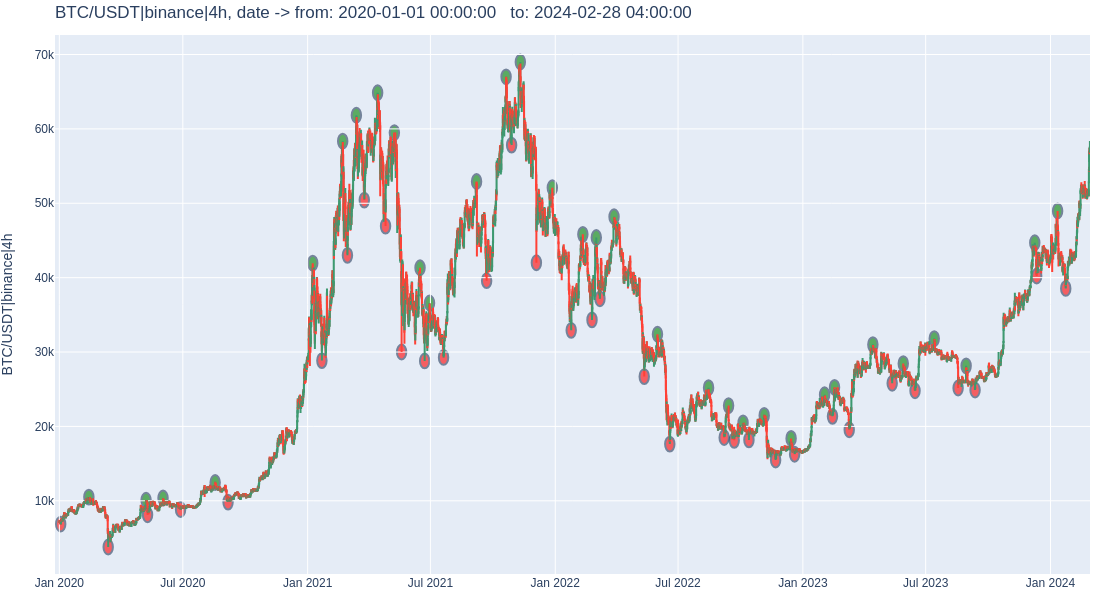 BTC/USDT|binance|4h, date -> from: 2020-01-01 00:00:00   to: 2024-02-28 04:00:00
70k
60k
50k
40k
30k
20k
10k
BTC/USDT|binance|4h
Jan 2020 Jul 2020 Jan 2021 Jul 2021 Jan 2022 Jul 2022 Jan 2023 Jul 2023 Jan 2024